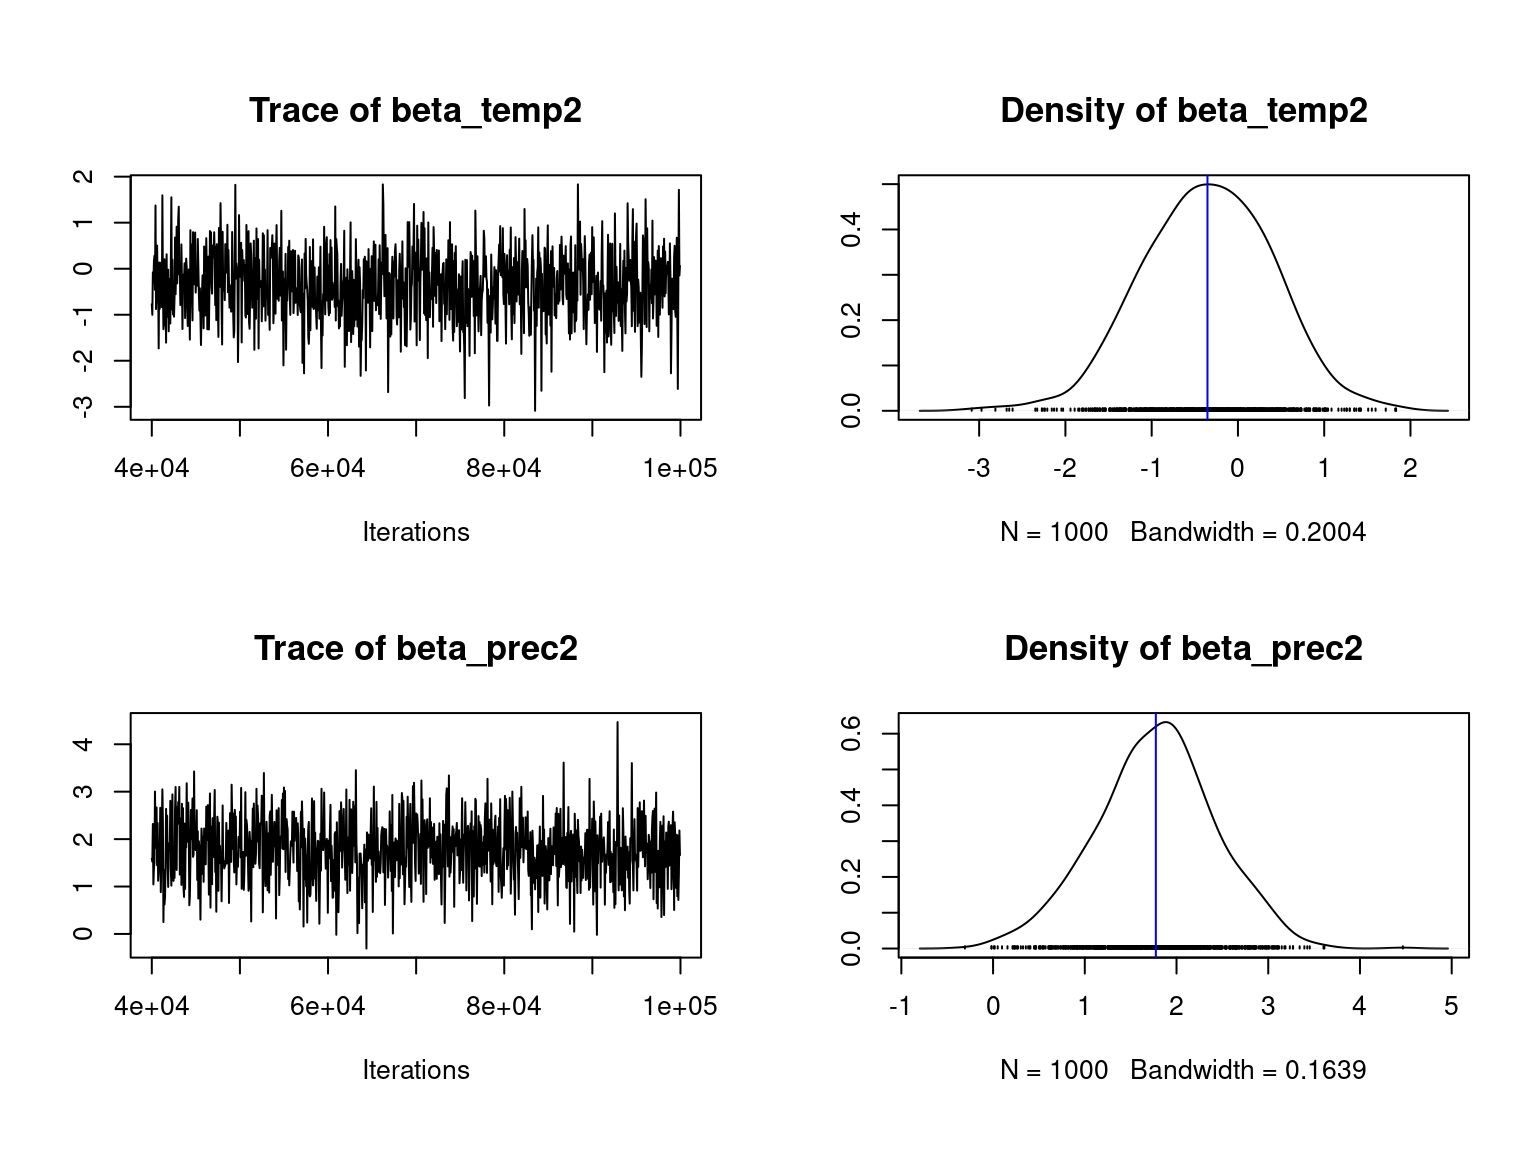 Trace of beta_temp2
2
1
0
-1
-2
-3
4e+04 6e+04 8e+04 1e+05
Iterations
Density of beta_temp2
0.4
0.2
0.0
-3 -2 -1 0 1 2
N = 1000 Bandwidth = 0.2004
Trace of beta_prec2
4
3
2
1
0
4e+04 6e+04 8e+04 1e+05
Iterations
Density of beta_prec2
0.6
0.4
0.2
0.0
-1 0 1 2 3 4 5
N = 1000 Bandwidth = 0.1639